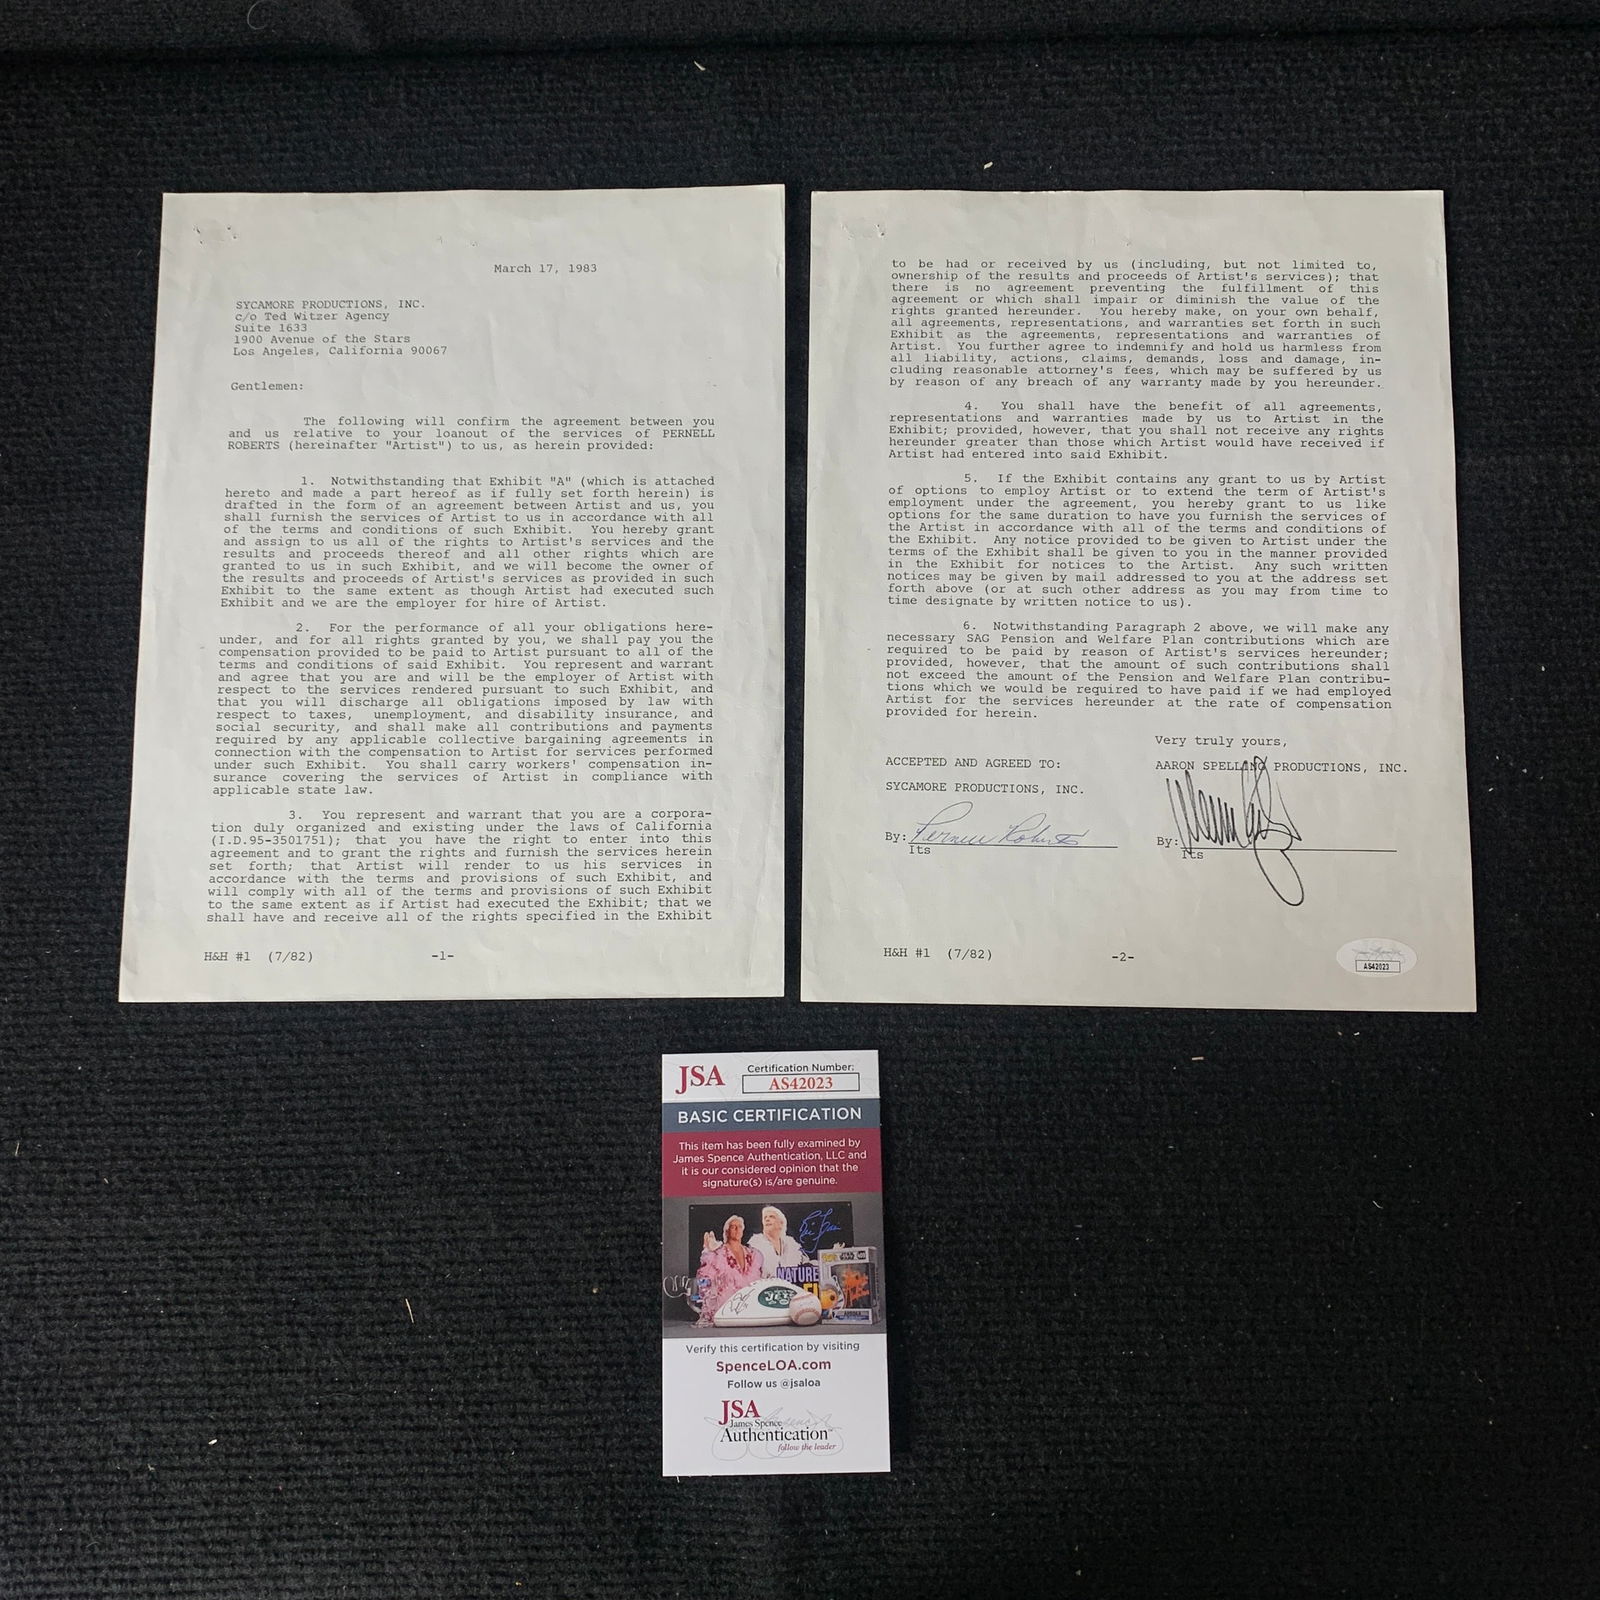 March 17, 1983
SYCAMORE PRODUCTIONS, INC.
c/o Ted Witzer Agency
Suite 1633
1900 Avenue of the Stars
Los Angeles, California 90067
Gentlemen:
The following will confirm the agreement between you
and us relative to your loanout of the services of PERNELL
ROBERTS (hereinafter "Artist") to us, as herein provided:
1. Notwithstanding that Exhibit "A" (which is attached
hereto and made a part hereof as if fully set forth herein) is
drafted in the form of an agreement between Artist and us, you
shall furnish the services of Artist to us in accordance with all
of the terms and conditions of such Exhibit. You hereby grant
and assign to us all of the rights to Artist's services and the
results and proceeds thereof and all other rights which are
granted to us in such Exhibit, and we will become the owner of
the results and proceeds of Artist's services as provided in such
Exhibit to the same extent as though Artist had executed such
Exhibit and we are the employer for hire of Artist.
2. For the performance of all your obligations here-
under, and for all rights granted by you, we shall pay you the
compensation provided to be paid to Artist pursuant to all of the
terms and conditions of said Exhibit. You represent and warrant
and agree that you are and will be the employer of Artist with
respect to the services rendered pursuant to such Exhibit, and
that you will discharge all obligations imposed by law with
respect to taxes, unemployment, and disability insurance, and
social security, and shall make all contributions and payments
required by any applicable collective bargaining agreements in
connection with the compensation to Artist for services performed
under such Exhibit. You shall carry workers' compensation in-
surance covering the services of Artist in compliance with
applicable state law.
3. You represent and warrant that you are a corpora-
tion duly organized and existing under the laws of California
(I.D.95-3501751); that you have the right to enter into this
agreement and to grant the rights and furnish the services herein
set forth; that Artist will render to us his services in
accordance with the terms and provisions of such Exhibit, and
will comply with all of the terms and provisions of such Exhibit
to the same extent as if Artist had executed the Exhibit; that we
shall have and receive all of the rights specified in the Exhibit
H&H #1 (7/82) -1-
to be had or received by us (including, but not limited to,
ownership of the results and proceeds of Artist's services); that
there is no agreement preventing the fulfillment of this
agreement or which shall impair or diminish the value of the
rights granted hereunder. You hereby make, on your own behalf,
all agreements, representations, and warranties set forth in such
Exhibit as the agreements, representations and warranties of
Artist. You further agree to indemnify and hold us harmless from
all liability, actions, claims, demands, loss and damage, in-
cluding reasonable attorney's fees, which may be suffered by us
by reason of any breach of any warranty made by you hereunder.
4. You shall have the benefit of all agreements,
representations and warranties made by us to Artist in the
Exhibit; provided, however, that you shall not receive any rights
hereunder greater than those which Artist would have received if
Artist had entered into said Exhibit.
5. If the Exhibit contains any grant to us by Artist
of options to employ Artist or to extend the term of Artist's
employment under the agreement, you hereby grant to us like
options for the same duration to have you furnish the services of
the Artist in accordance with all of the terms and conditions of
the Exhibit. Any notice provided to be given to Artist under the
terms of the Exhibit shall be given to you in the manner provided
in the Exhibit for notices to the Artist. Any such written
notices may be given by mail addressed to you at the address set
forth above (or at such other address as you may from time to
time designate by written notice to us).
6. Notwithstanding Paragraph 2 above, we will make any
necessary SAG Pension and Welfare Plan contributions which are
required to be paid by reason of Artist's services hereunder;
provided, however, that the amount of such contributions shall
not exceed the amount of the Pension and Welfare Plan contribu-
tions which we would be required to have paid if we had employed
Artist for the services hereunder at the rate of compensation
provided for herein.
Very truly yours,
ACCEPTED AND AGREED TO:
AARON SPELLING PRODUCTIONS, INC.
SYCAMORE PRODUCTIONS, INC.
By: Pernell Roberts
Its
By:
Its
H&H #1 (7/82) -2-
AS42023
JSA
Certification Number:
AS42023
BASIC CERTIFICATION
This item has been fully examined by
James Spence Authentication, LLC and
it is our considered opinion that the
signature(s) is/are genuine.
NATURE
JETS
Verify this certification by visiting
SpenceLOA.com
Follow us @jsaloa
JSA
James Spence
Authentication
follow the leader